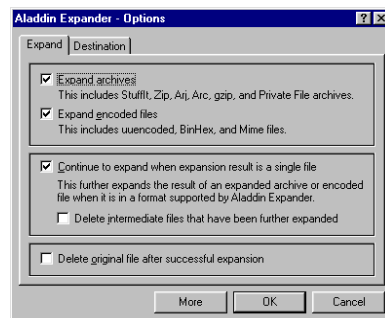 Aladdin Expander - Options
Expand
Destination
Expand archives
This includes StuffIt, Zip, Arj, Arc, gzip, and Private File archives.
Expand encoded files
This includes uuencoded, BinHex, and Mime files.
Continue to expand when expansion result is a single file
This further expands the result of an expanded archive or encoded
file when it is in a format supported by Aladdin Expander.
Delete intermediate files that have been further expanded
Delete original file after successful expansion
More
OK
Cancel